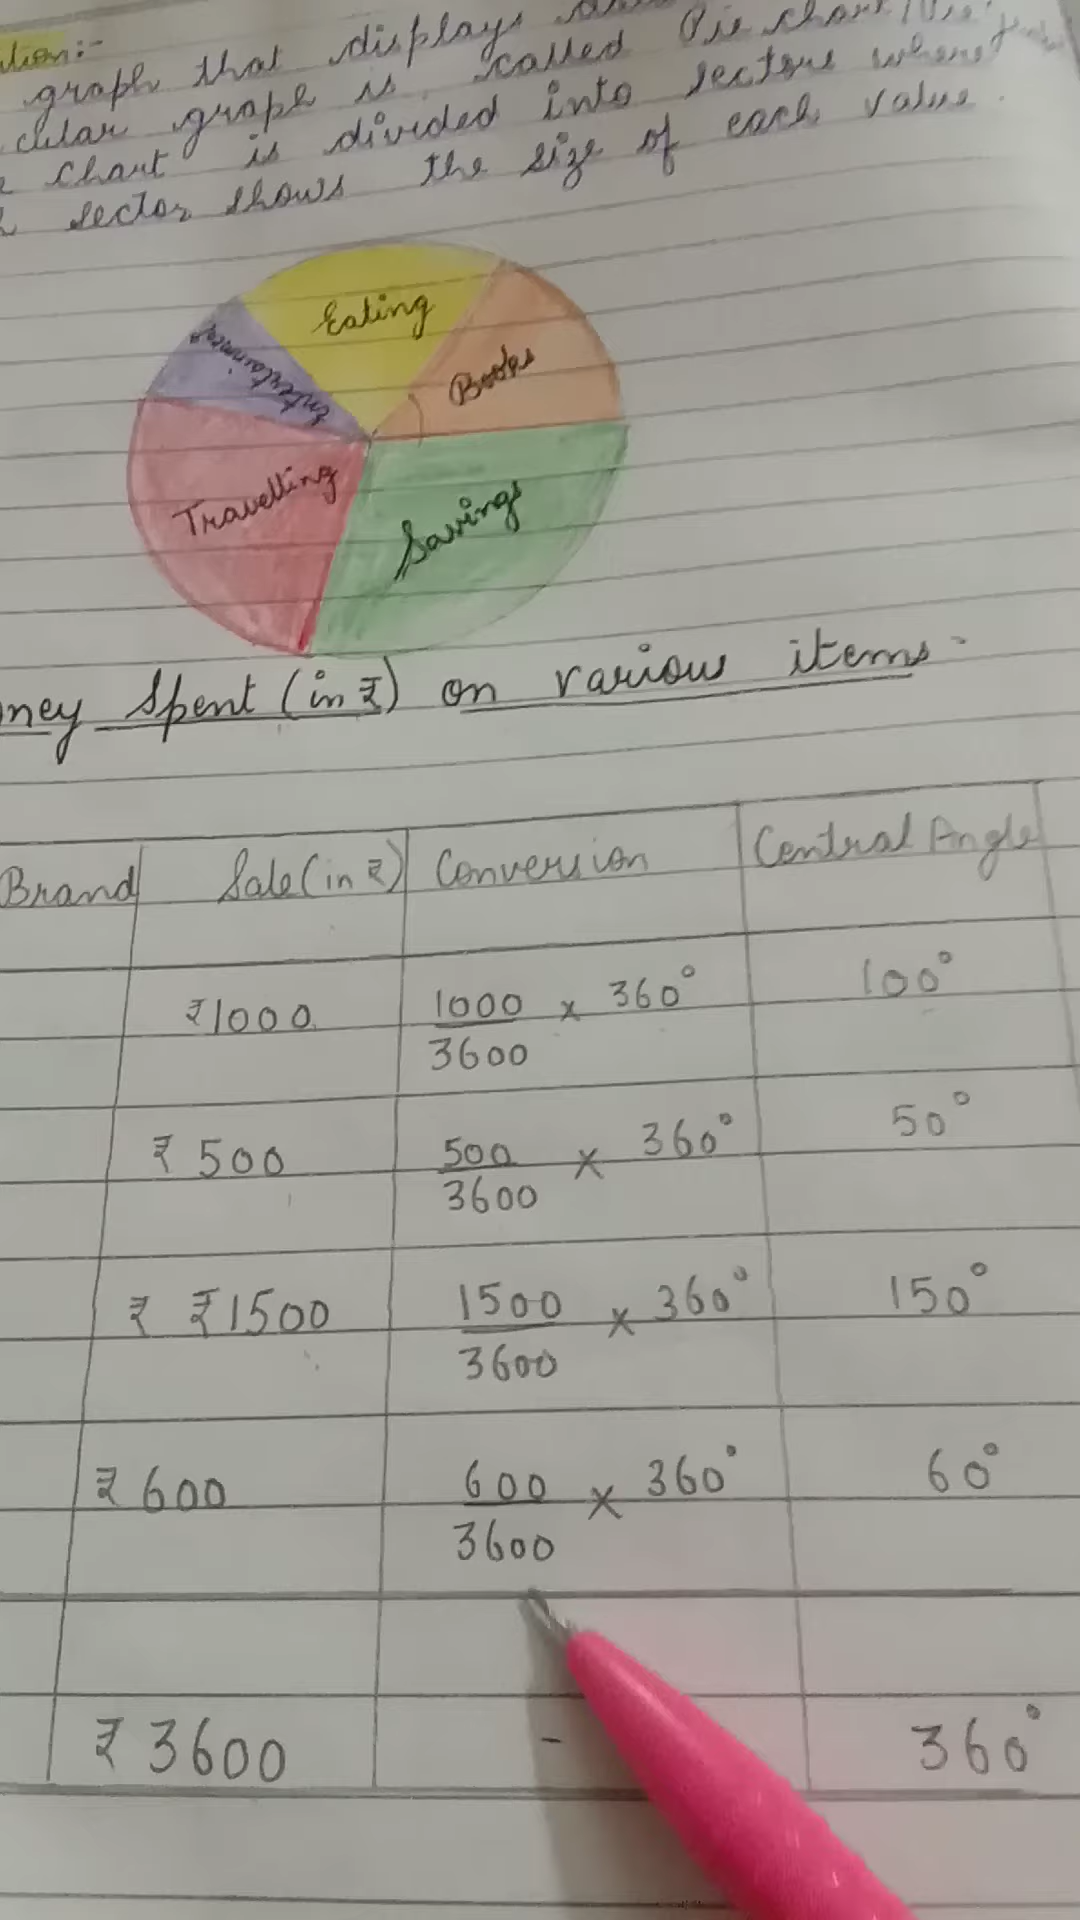 graph that displays
graph is called Pie chart
chart is divided into sectors where
sector shows the size of each value.
Eating
Books
Entertainment
Travelling
Savings
Spent (in ₹) on various items.
Brand Sale (in ₹) Conversion Central Angle
₹1000 1000/3600 × 360° 100°
₹ 500 500/3600 × 360° 50°
₹ ₹1500 1500/3600 × 360° 150°
₹ 600 600/3600 × 360° 60°
₹ 3600 - 360°